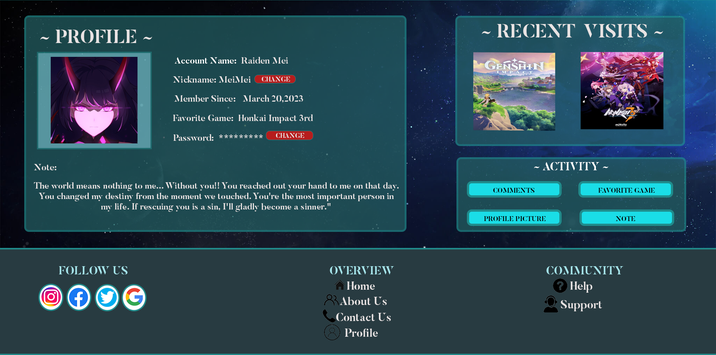 ~ PROFILE ~
Account Name: Raiden Mei
Nickname: MeiMei CHANGE
Member Since: March 20,2023
Favorite Game: Honkai Impact 3rd
Password: ********* CHANGE
Note:
The world means nothing to me... Without you!! You reached out your hand to me on that day.
You changed my destiny from the moment we touched. You're the most important person in
my life. If rescuing you is a sin, I'll gladly become a sinner."
~ RECENT VISITS ~
GENSHIN
IMPACT
HONKAI 3rd
~ ACTIVITY ~
COMMENTS
FAVORITE GAME
PROFILE PICTURE
NOTE
FOLLOW US
OVERVIEW
Home
About Us
Contact Us
Profile
COMMUNITY
Help
Support